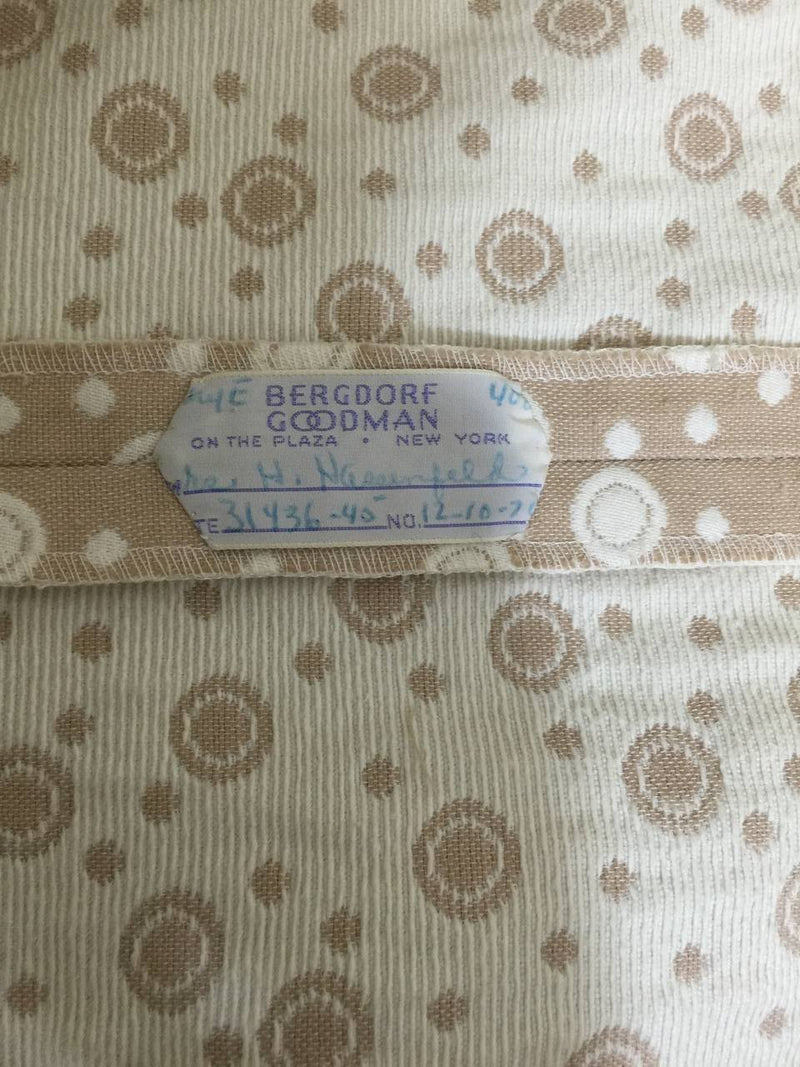 BERGDORF
GOODMAN
ON THE PLAZA • NEW YORK
H.
31436-45 NO. 12-10-7